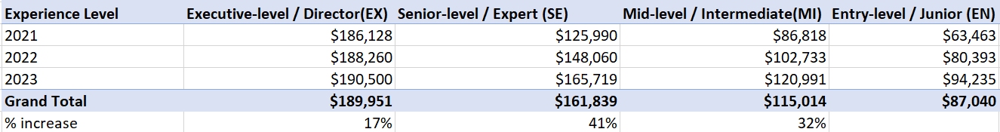 Experience Level Executive-level / Director(EX) Senior-level / Expert (SE) Mid-level / Intermediate(MI) Entry-level / Junior (EN)
2021 $186,128 $125,990 $86,818 $63,463
2022 $188,260 $148,060 $102,733 $80,393
2023 $190,500 $165,719 $120,991 $94,235
Grand Total $189,951 $161,839 $115,014 $87,040
% increase 17% 41% 32%